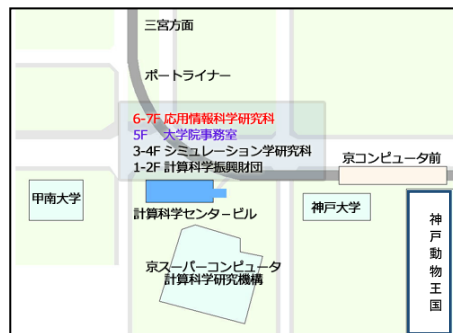 三宮方面
ポートライナー
6-7F 応用情報科学研究科
5F 大学院事務室
3-4F シミュレーション学研究科
1-2F 計算科学振興財団
京コンピュータ前
甲南大学
計算科学センタービル
神戸大学
神戸動物王国
京スーパーコンピュータ
計算科学研究機構